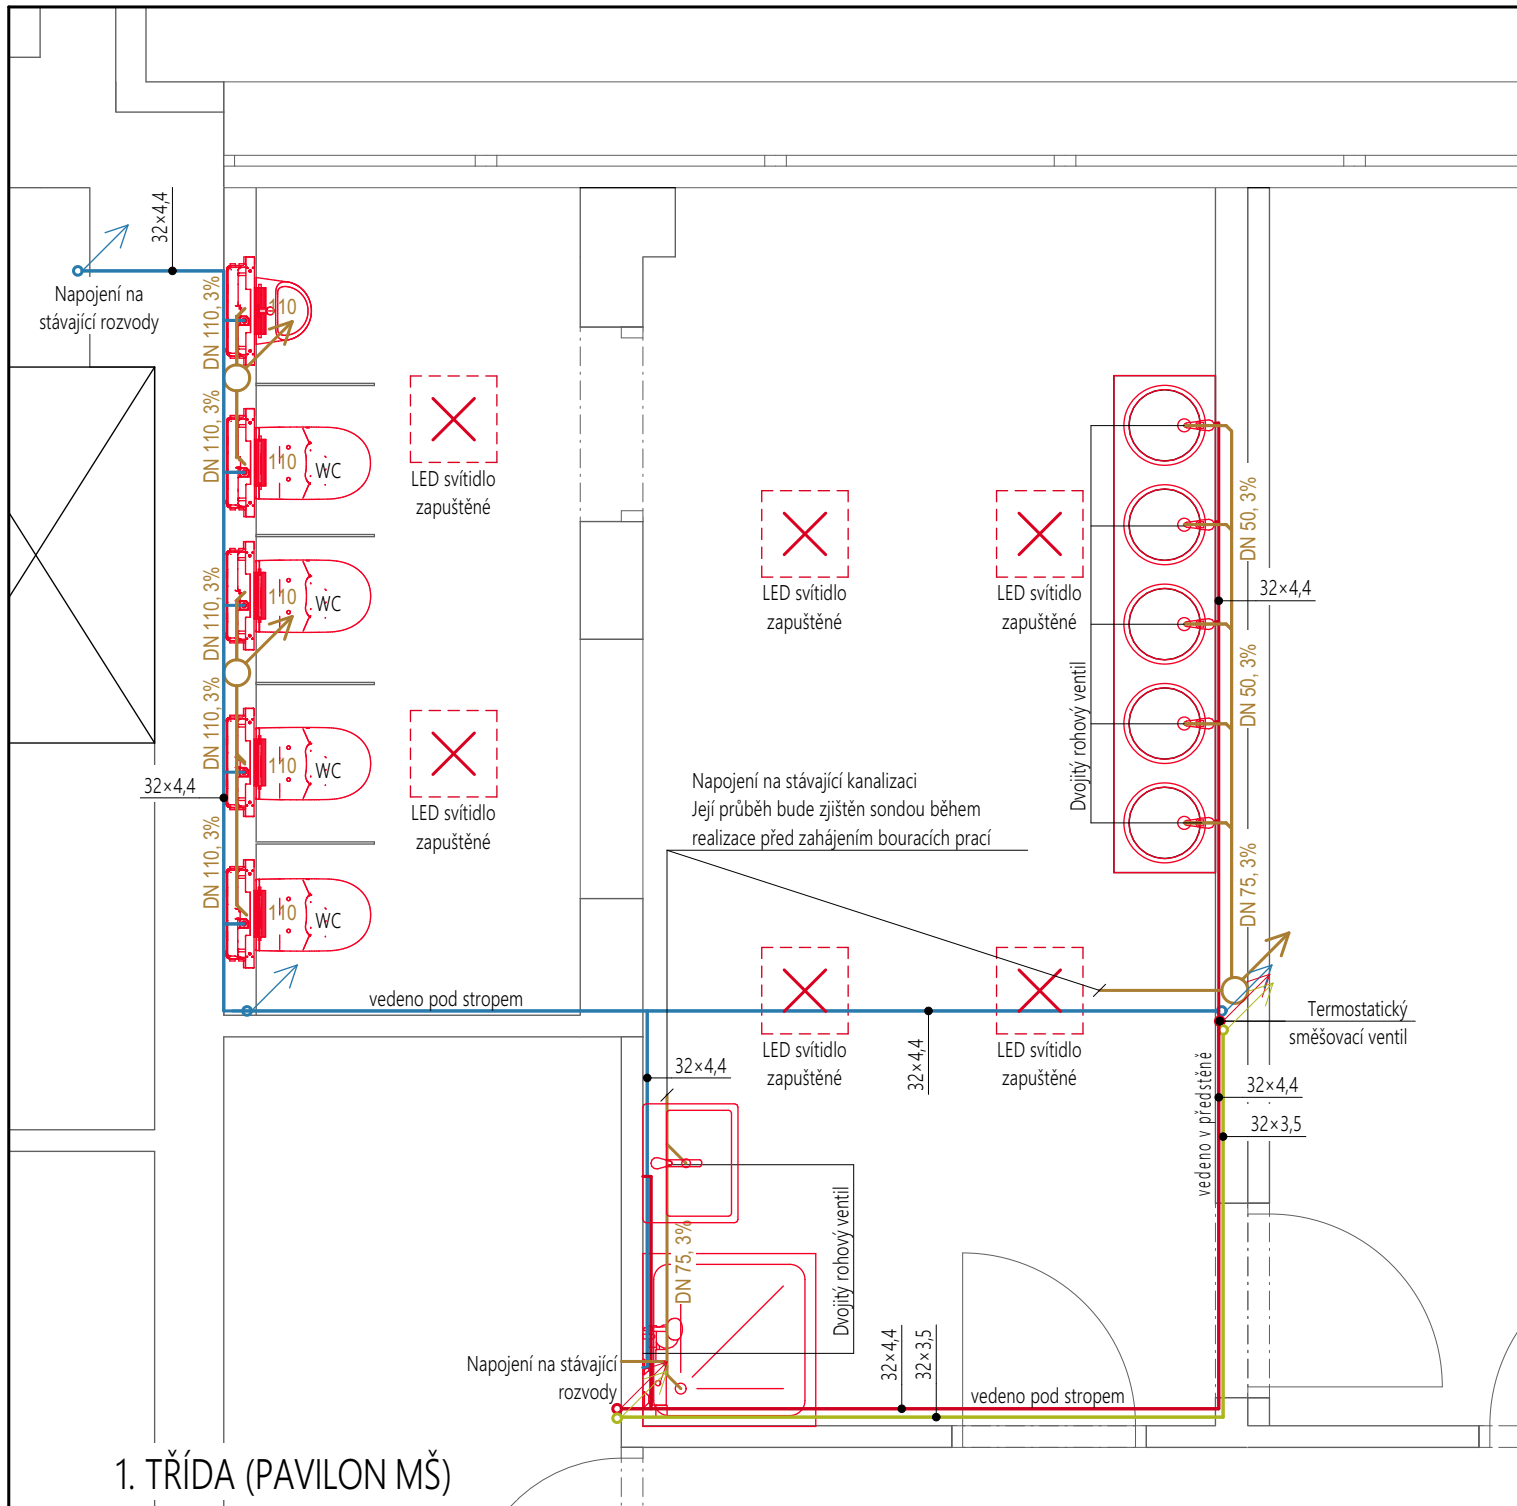 32×4,4
Napojení na
stávající rozvody
DN 110, 3%
110
DN 110, 3%
110
WC
LED svítidlo
zapuštěné
DN 110, 3%
110
WC
LED svítidlo
zapuštěné
LED svítidlo
zapuštěné
DN 50, 3%
32×4,4
DN 50, 3%
Dvojitý rohový ventil
DN 110, 3%
110
WC
32×4,4
LED svítidlo
zapuštěné
Napojení na stávající kanalizaci
Její průběh bude zjištěn sondou během
realizace před zahájením bouracích prací
DN 110, 3%
110
WC
DN 75, 3%
vedeno pod stropem
LED svítidlo
zapuštěné
32×4,4
LED svítidlo
zapuštěné
Termostatický
směšovací ventil
32×4,4
vedeno v předstěně
32×4,4
32×3,5
DN 75, 3%
Dvojitý rohový ventil
Napojení na stávající
rozvody
32×4,4
32×3,5
vedeno pod stropem
1. TŘÍDA (PAVILON MŠ)